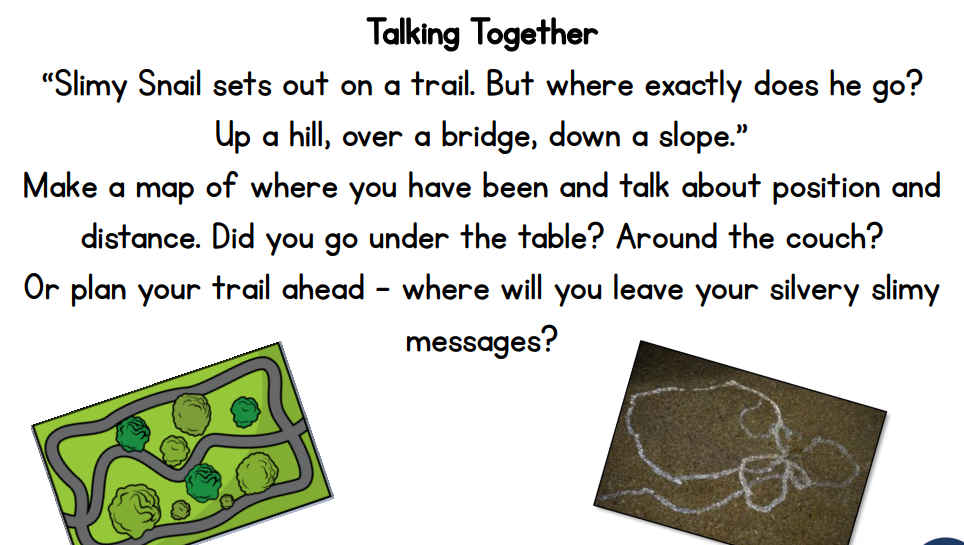 Talking Together
“Slimy Snail sets out on a trail. But where exactly does he go?
Up a hill, over a bridge, down a slope.”
Make a map of where you have been and talk about position and
distance. Did you go under the table? Around the couch?
Or plan your trail ahead – where will you leave your silvery slimy
messages?